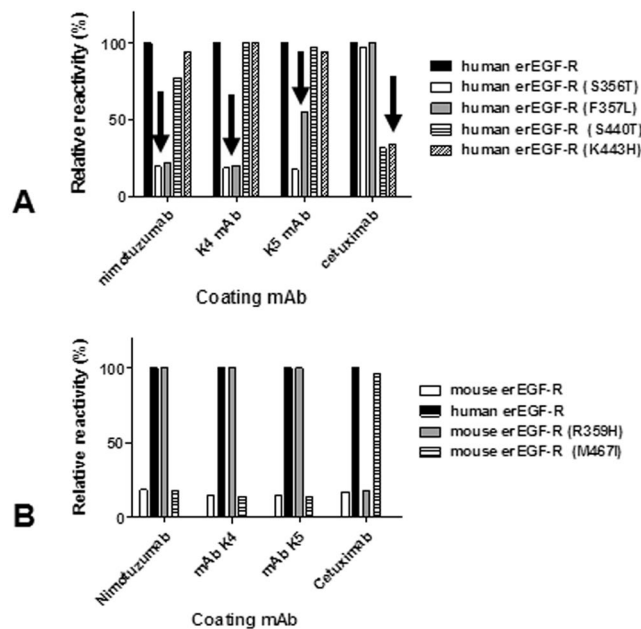 Relative reactivity (%)
100
50
0
nimotuzumab
K4 mAb
K5 mAb
cetuximab
Coating mAb
human erEGF-R
human erEGF-R (S356T)
human erEGF-R (F357L)
human erEGF-R (S440T)
human erEGF-R (K443H)
A
Relative reactivity (%)
100
50
0
Nimotuzumab
mAb K4
mAb K5
Cetuximab
Coating mAb
mouse erEGF-R
human erEGF-R
mouse erEGF-R (R359H)
mouse erEGF-R (M467I)
B